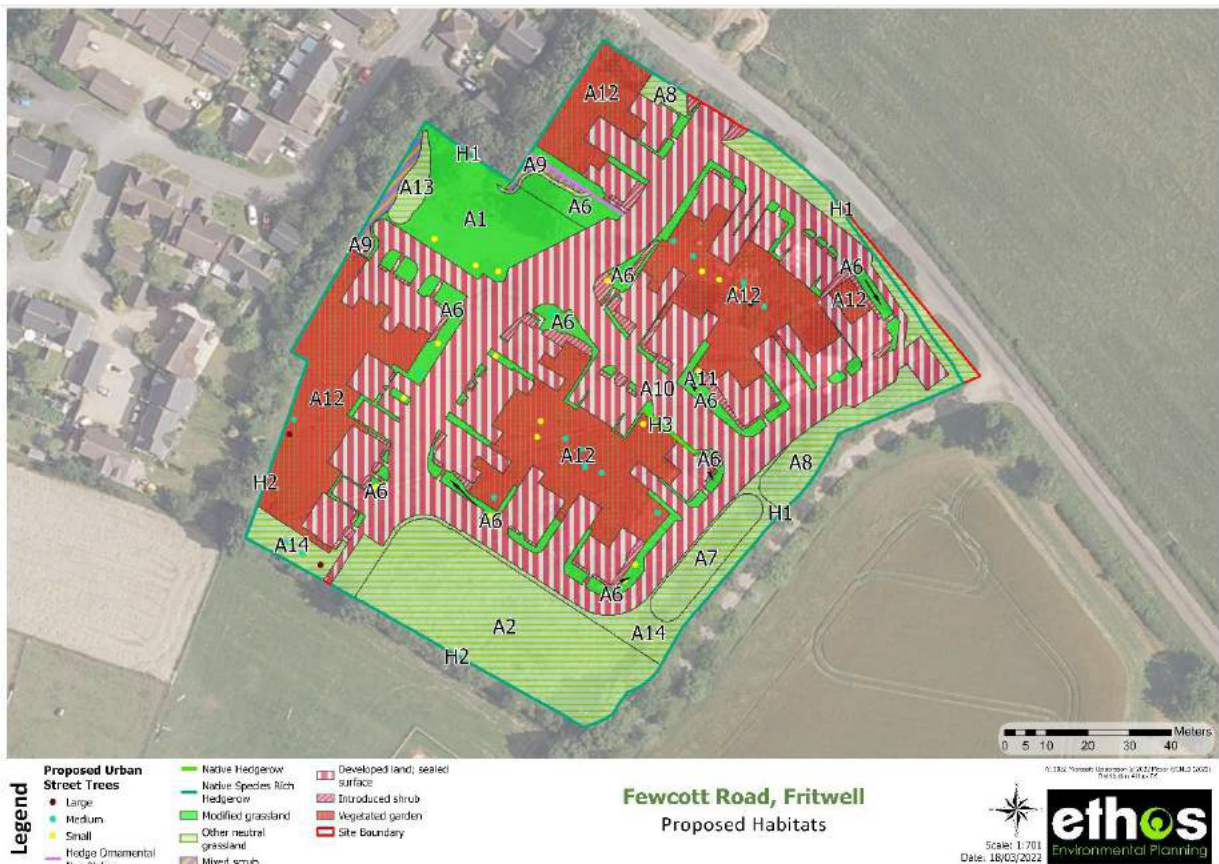 A12
A8
H1
A9
A13
A6
A1
H1
A9
A6
A6
A12
A12
A6
A6
A12
A10
A11
A6
H3
A12
A6
H2
A6
A8
A6
H1
A14
A7
A6
A2
A14
H2
Meters
0 5 10 20 30 40
Legend
Proposed Urban
Street Trees
Large
Medium
Small
Hedge Ornamental
Native Hedgerow
Native Species Rich
Hedgerow
Modified grassland
Other neutral
grassland
Mixed scrub
Developed land; sealed
surface
Introduced shrub
Vegetated garden
Site Boundary
Fewcott Road, Fritwell
Proposed Habitats
Scale: 1:701
Date: 18/03/2022
ethos
Environmental Planning